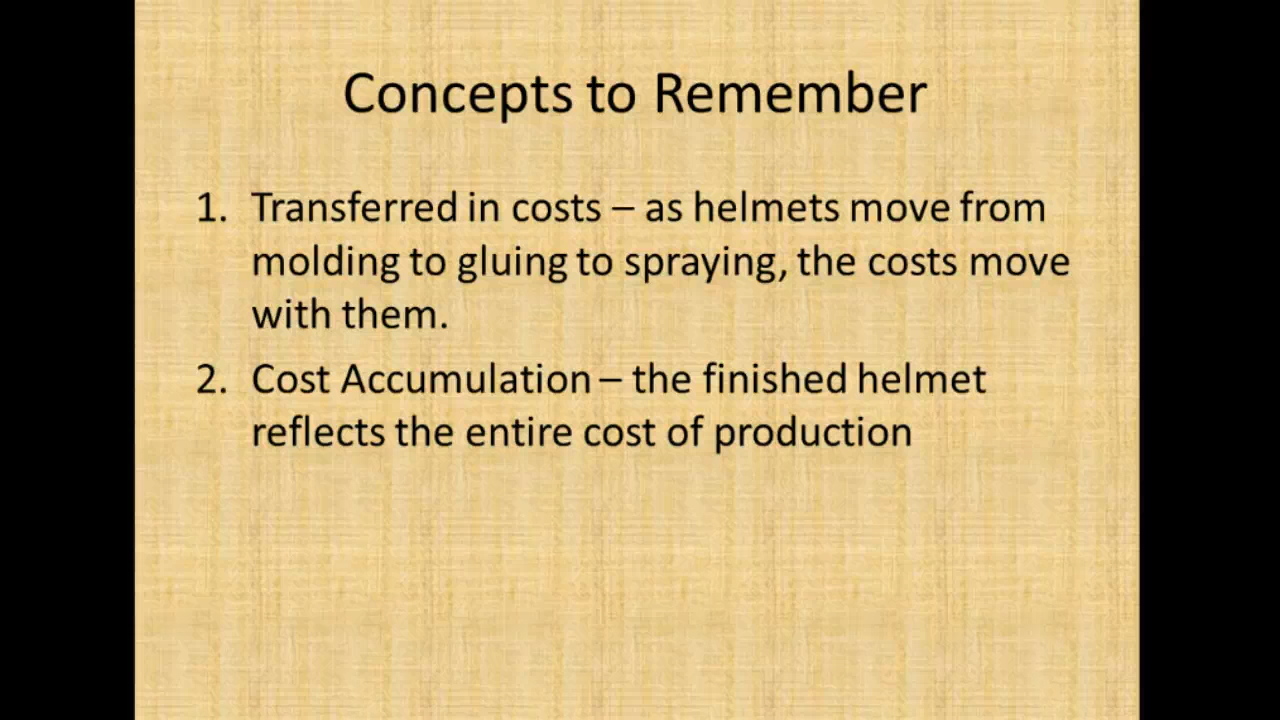 Concepts to Remember
1. Transferred in costs – as helmets move from
molding to gluing to spraying, the costs move
with them.
2. Cost Accumulation – the finished helmet
reflects the entire cost of production